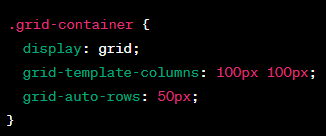 .grid-container {
  display: grid;
  grid-template-columns: 100px 100px;
  grid-auto-rows: 50px;
}